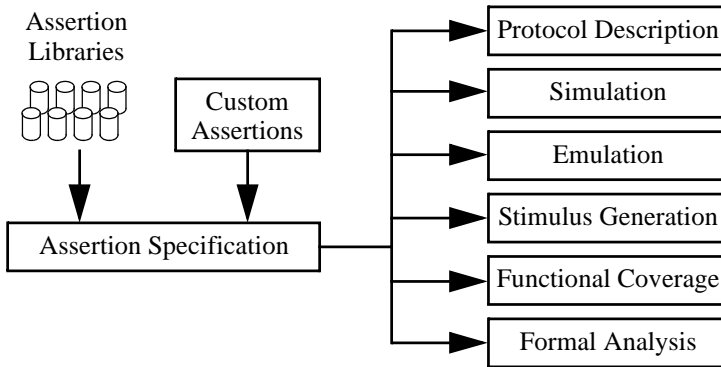 Assertion
Libraries
Custom
Assertions
Assertion Specification
Protocol Description
Simulation
Emulation
Stimulus Generation
Functional Coverage
Formal Analysis